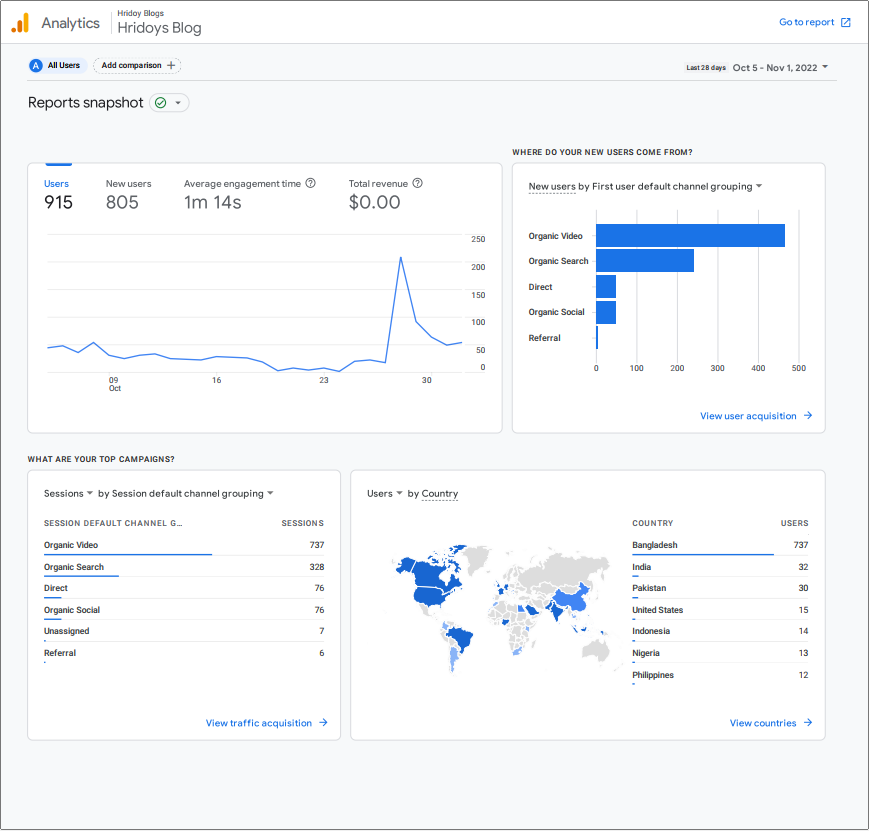 Analytics
Hridoy Blogs
Hridoys Blog
Go to report
A All Users
Add comparison
Last 28 days Oct 5 - Nov 1, 2022
Reports snapshot
Users
915
New users
805
Average engagement time
1m 14s
Total revenue
$0.00
250
200
150
100
50
0
09
Oct
16
23
30
WHERE DO YOUR NEW USERS COME FROM?
New users by First user default channel grouping
Organic Video
Organic Search
Direct
Organic Social
Referral
0 100 200 300 400 500
View user acquisition
WHAT ARE YOUR TOP CAMPAIGNS?
Sessions by Session default channel grouping
SESSION DEFAULT CHANNEL G... SESSIONS
Organic Video 737
Organic Search 328
Direct 76
Organic Social 76
Unassigned 7
Referral 6
View traffic acquisition
Users by Country
COUNTRY USERS
Bangladesh 737
India 32
Pakistan 30
United States 15
Indonesia 14
Nigeria 13
Philippines 12
View countries